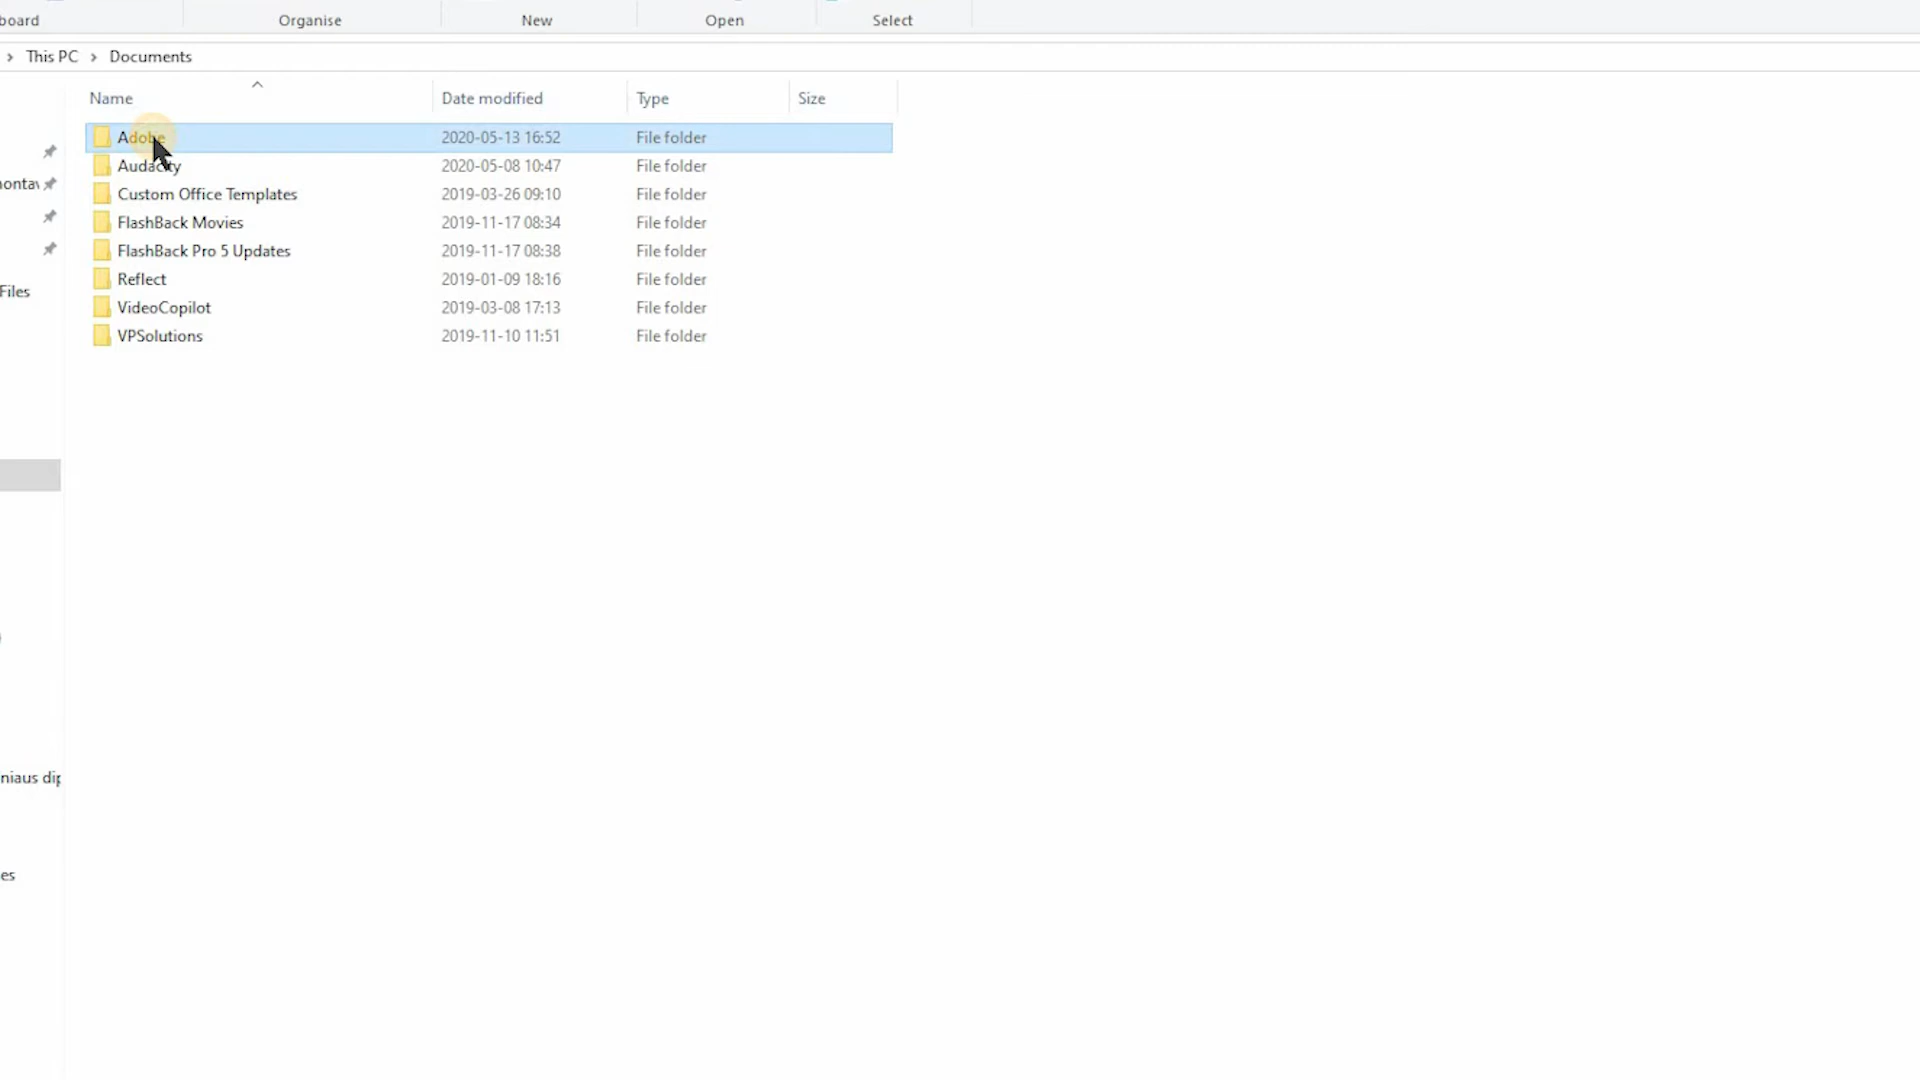 board Organise New Open Select
This PC Documents
Name Date modified Type Size
Adobe 2020-05-13 16:52 File folder
Audacity 2020-05-08 10:47 File folder
montav Custom Office Templates 2019-03-26 09:10 File folder
FlashBack Movies 2019-11-17 08:34 File folder
FlashBack Pro 5 Updates 2019-11-17 08:38 File folder
Reflect 2019-01-09 18:16 File folder
Files
VideoCopilot 2019-03-08 17:13 File folder
VPSolutions 2019-11-10 11:51 File folder
niaus dip
es